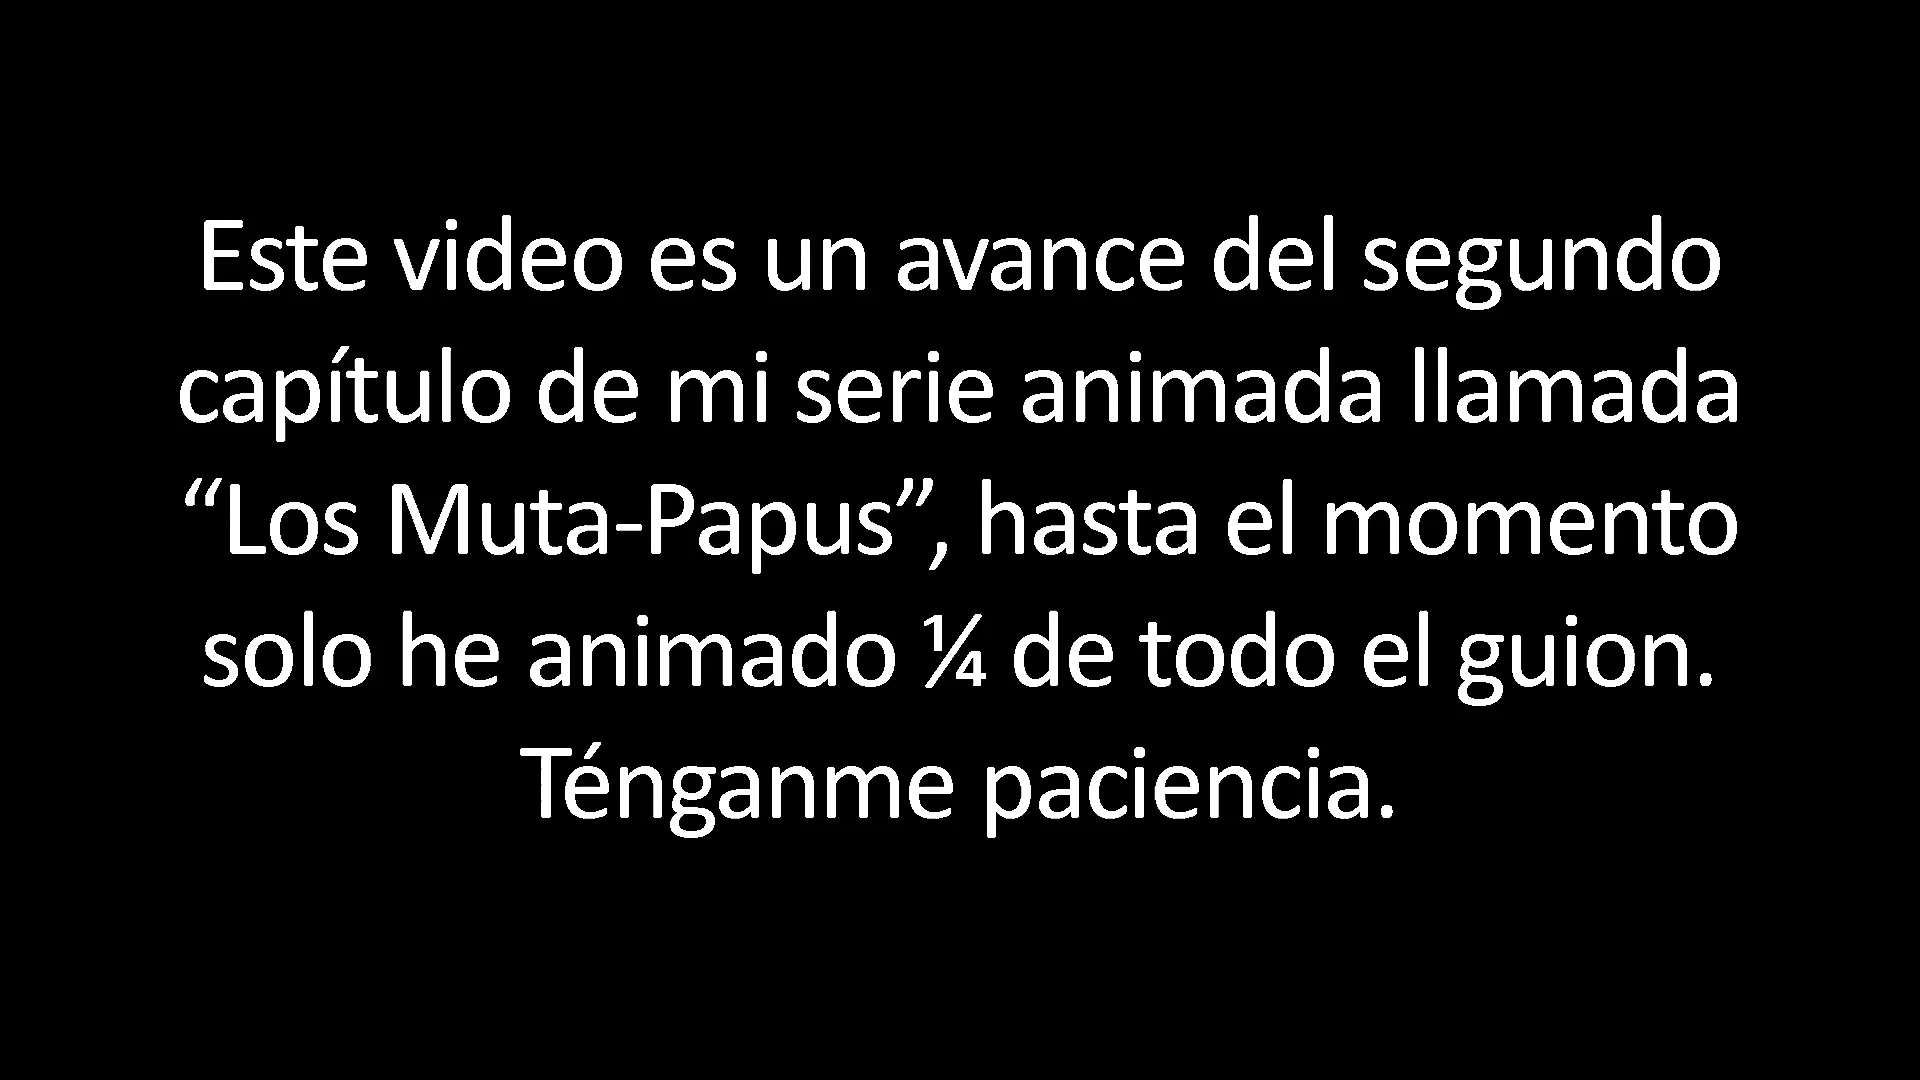 Este video es un avance del segundo
capítulo de mi serie animada llamada
“Los Muta-Papus”, hasta el momento
solo he animado ¼ de todo el guion.
Ténganme paciencia.